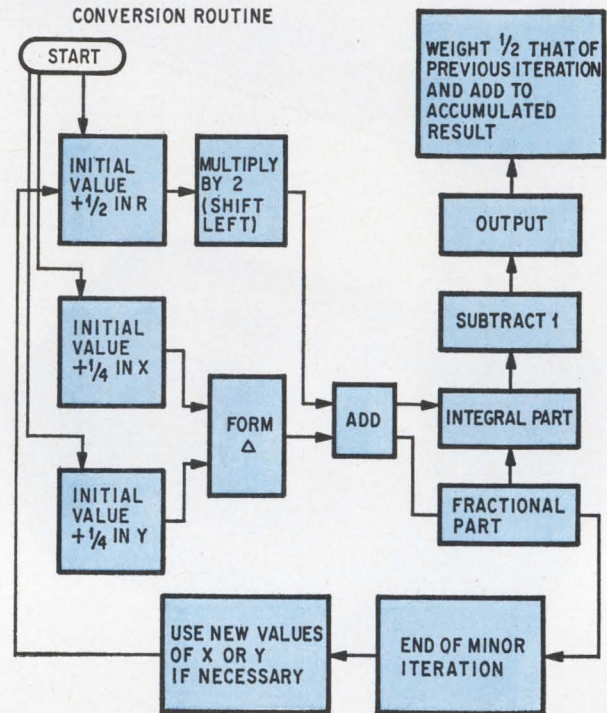 CONVERSION ROUTINE
START
INITIAL
VALUE
+1/2 IN R
MULTIPLY
BY 2
(SHIFT
LEFT)
WEIGHT 1/2 THAT OF
PREVIOUS ITERATION
AND ADD TO
ACCUMULATED
RESULT
OUTPUT
SUBTRACT 1
INITIAL
VALUE
+1/4 IN X
FORM
Δ
ADD
INTEGRAL PART
INITIAL
VALUE
+1/4 IN Y
FRACTIONAL
PART
USE NEW VALUES
OF X OR Y
IF NECESSARY
END OF MINOR
ITERATION